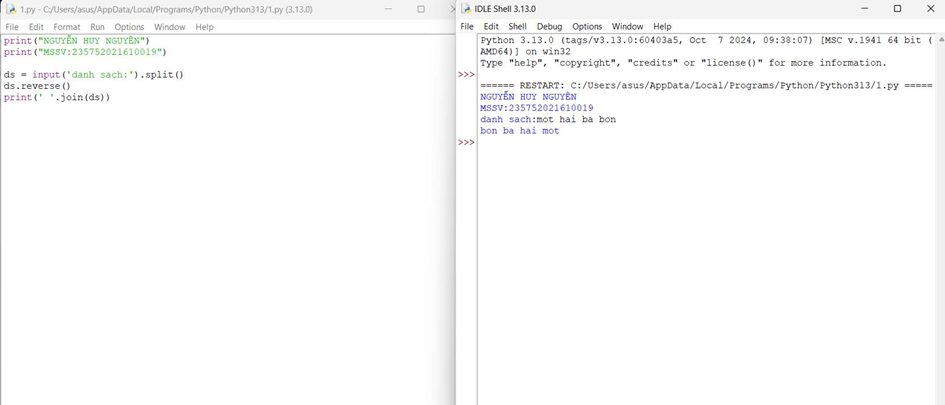 1.py - C:/Users/asus/AppData/Local/Programs/Python/Python313/1.py (3.13.0)
File Edit Format Run Options Window Help
print("NGUYỄN HUY NGUYÊN")
print("MSSV:235752021610019")
ds = input('danh sach:').split()
ds.reverse()
print(' '.join(ds))
IDLE Shell 3.13.0
File Edit Shell Debug Options Window Help
Python 3.13.0 (tags/v3.13.0:60403a5, Oct  7 2024, 09:38:07) [MSC v.1941 64 bit (
AMD64)] on win32
Type "help", "copyright", "credits" or "license()" for more information.
>>>
====== RESTART: C:/Users/asus/AppData/Local/Programs/Python/Python313/1.py =====
NGUYỄN HUY NGUYÊN
MSSV:235752021610019
danh sach:mot hai ba bon
bon ba hai mot
>>>